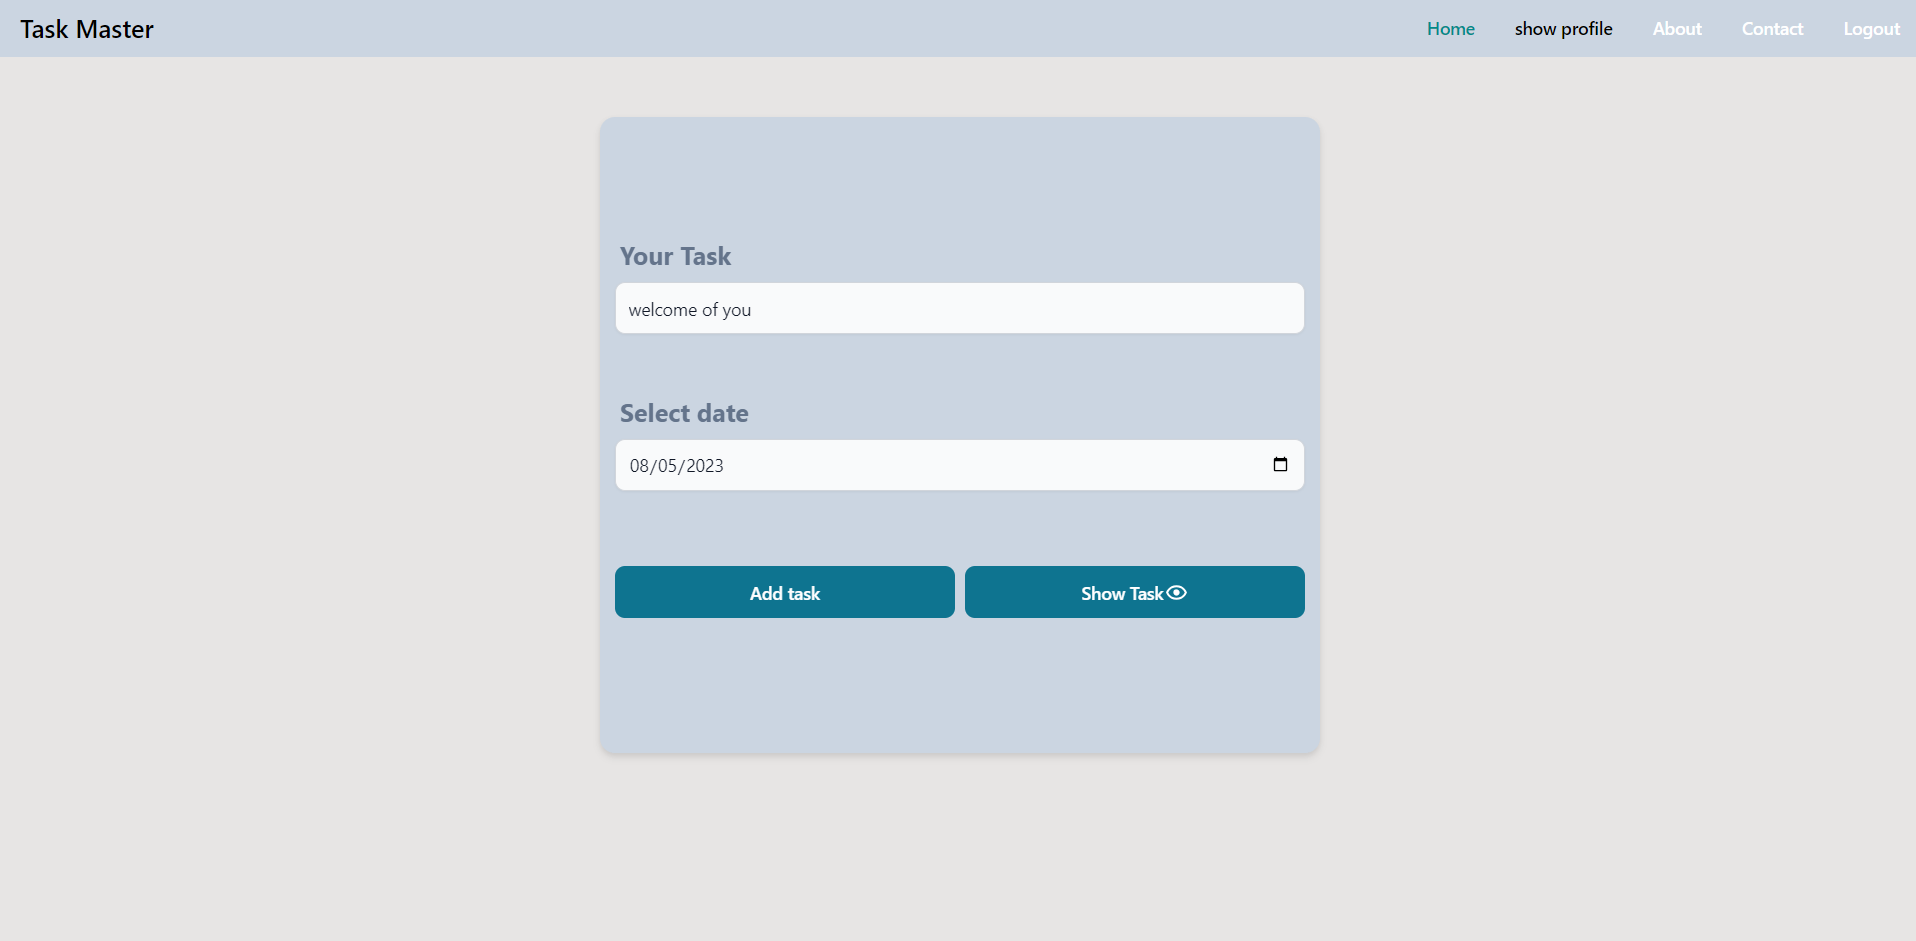 Task Master
Home show profile About Contact Logout
Your Task
welcome of you
Select date
08/05/2023
Add task
Show Task